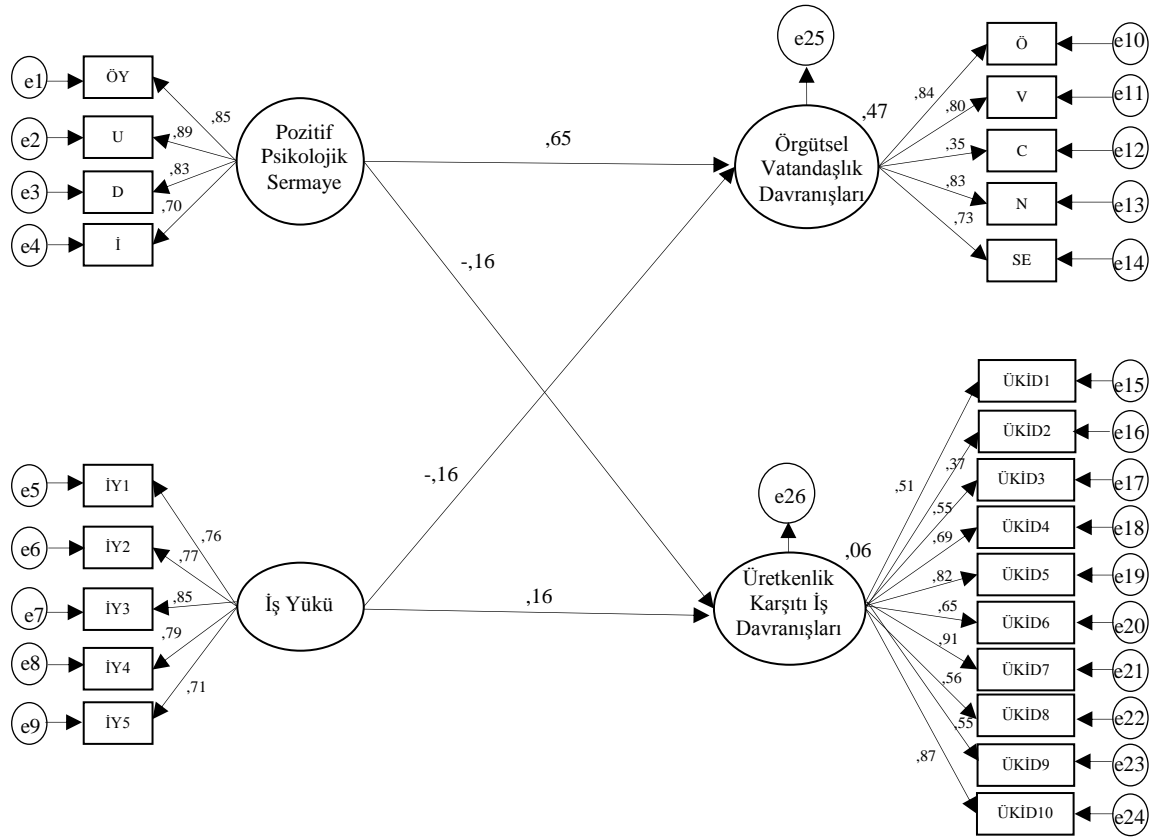 e1
ÖY
,85
e2
U
,89
e3
D
,83
e4
İ
,70
Pozitif
Psikolojik
Sermaye
,65
-,16
e25
,47
Örgütsel
Vatandaşlık
Davranışları
,84
Ö
e10
,80
V
e11
,35
C
e12
,83
N
e13
,73
SE
e14
e5
İY1
,76
e6
İY2
,77
e7
İY3
,85
e8
İY4
,79
e9
İY5
,71
İş Yükü
-,16
,16
e26
,06
Üretkenlik
Karşıtı İş
Davranışları
,51
ÜKİD1
e15
,37
ÜKİD2
e16
,55
ÜKİD3
e17
,69
ÜKİD4
e18
,82
ÜKİD5
e19
,65
ÜKİD6
e20
,91
ÜKİD7
e21
,56
ÜKİD8
e22
,55
ÜKİD9
e23
,87
ÜKİD10
e24